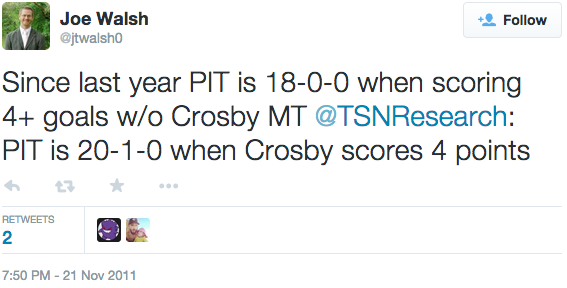 Joe Walsh
@jtwalsh0
Follow
Since last year PIT is 18-0-0 when scoring
4+ goals w/o Crosby MT @TSNResearch:
PIT is 20-1-0 when Crosby scores 4 points
RETWEETS
2
7:50 PM - 21 Nov 2011